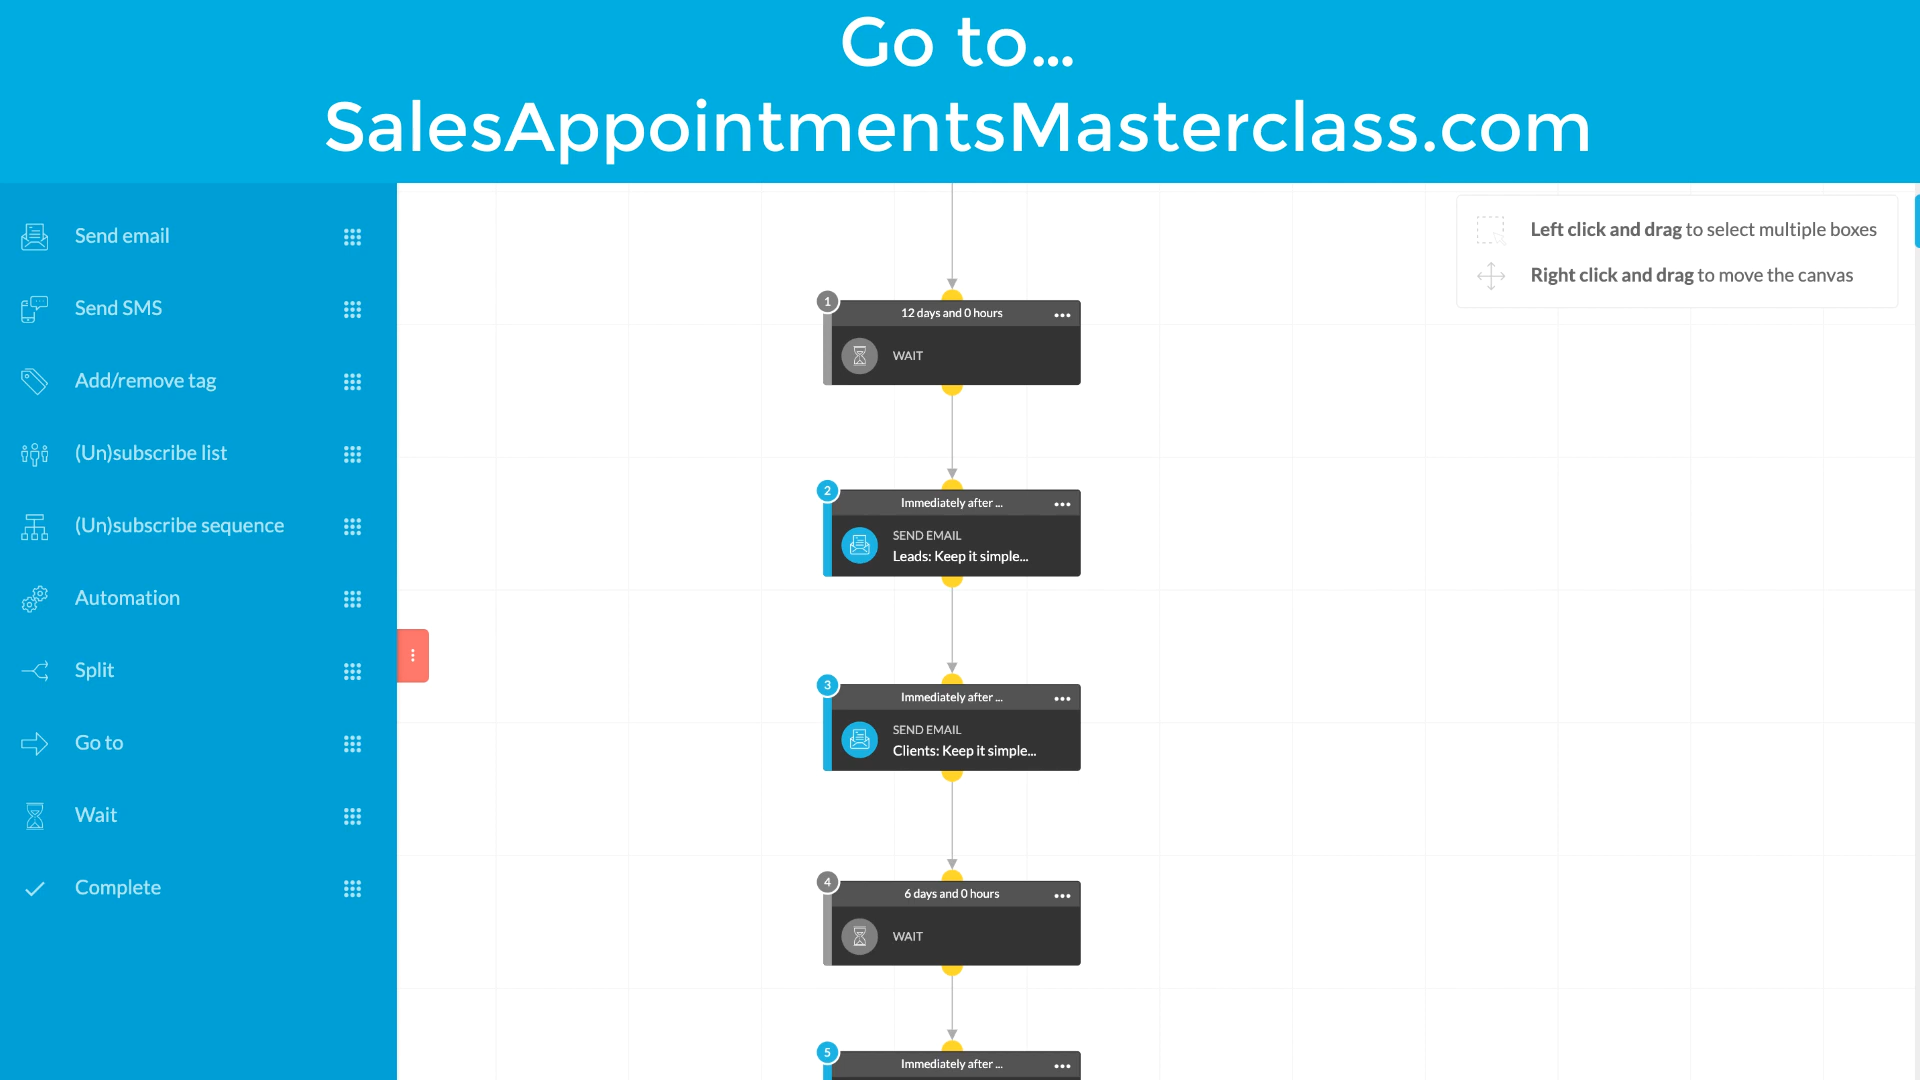 Go to...
SalesAppointmentsMasterclass.com
Send email
Send SMS
Add/remove tag
(Un)subscribe list
(Un)subscribe sequence
Automation
Split
Go to
Wait
Complete
Left click and drag to select multiple boxes
Right click and drag to move the canvas
1
12 days and 0 hours
WAIT
2
Immediately after ...
SEND EMAIL
Leads: Keep it simple...
3
Immediately after ...
SEND EMAIL
Clients: Keep it simple...
4
6 days and 0 hours
WAIT
5
Immediately after ...